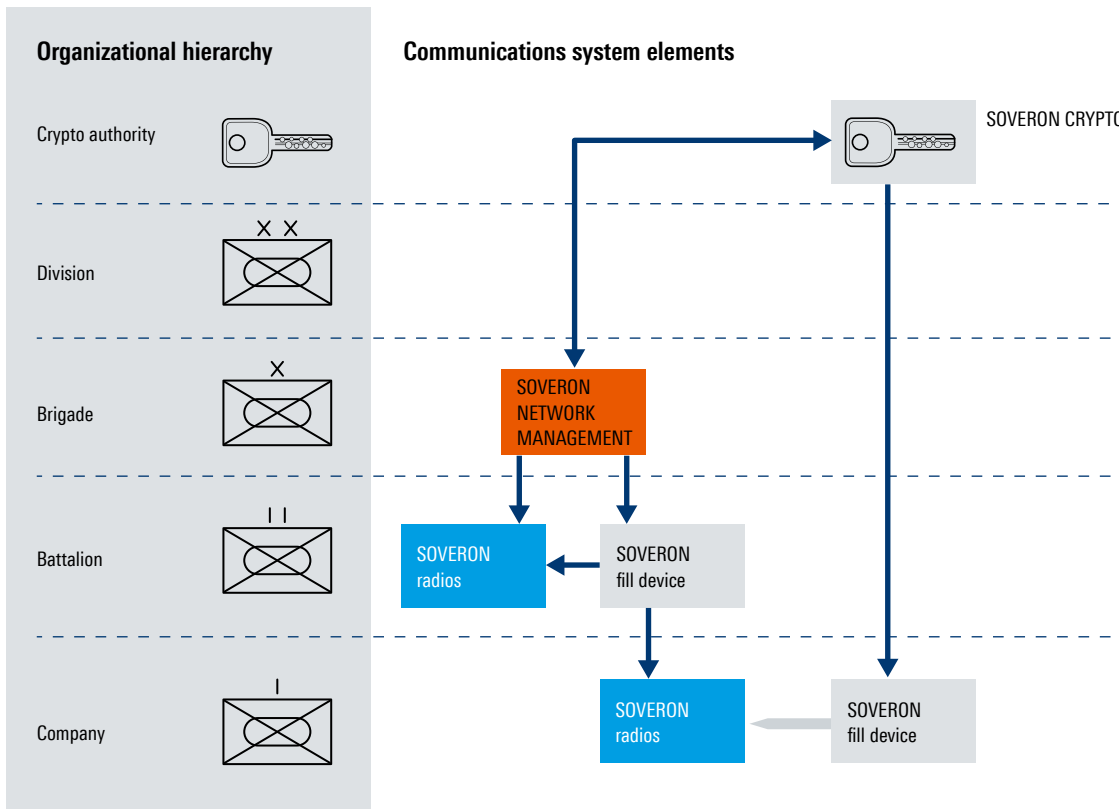 Organizational hierarchy
Communications system elements
Crypto authority
SOVERON CRYPTO
Division
Brigade
SOVERON
NETWORK
MANAGEMENT
Battalion
SOVERON
radios
SOVERON
fill device
Company
SOVERON
radios
SOVERON
fill device